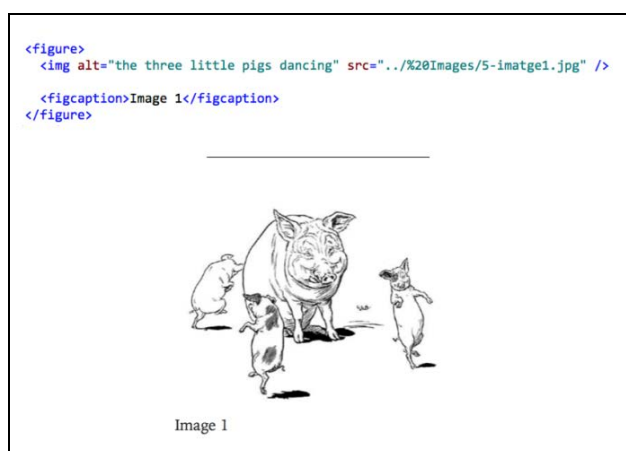 <figure>
<img alt="the three little pigs dancing" src="../%20Images/5-imatge1.jpg" />
<figcaption>Image 1</figcaption>
</figure>
Image 1